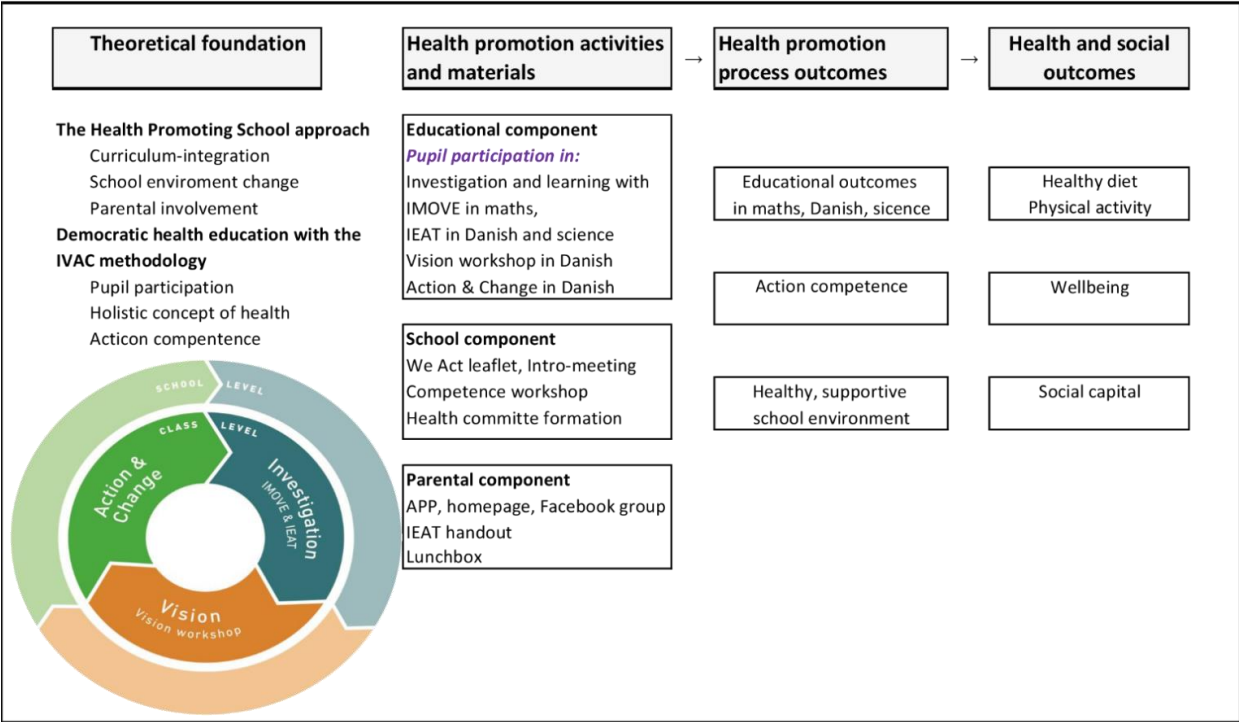 Theoretical foundation
The Health Promoting School approach
Curriculum-integration
School enviroment change
Parental involvement
Democratic health education with the
IVAC methodology
Pupil participation
Holistic concept of health
Acticon compentence
SCHOOL LEVEL
CLASS LEVEL
Action &
Change
Investigation
IMOVE & IEAT
Vision
Vision workshop
Health promotion activities
and materials
Educational component
Pupil participation in:
Investigation and learning with
IMOVE in maths,
IEAT in Danish and science
Vision workshop in Danish
Action & Change in Danish
School component
We Act leaflet, Intro-meeting
Competence workshop
Health committe formation
Parental component
APP, homepage, Facebook group
IEAT handout
Lunchbox
→
Health promotion
process outcomes
Educational outcomes
in maths, Danish, sicence
Action competence
Healthy, supportive
school environment
→
Health and social
outcomes
Healthy diet
Physical activity
Wellbeing
Social capital